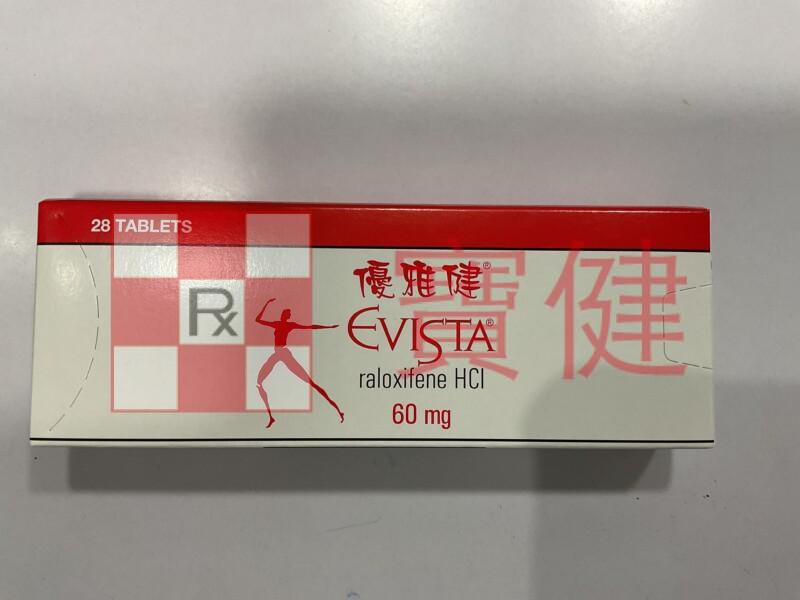 28 TABLETS
Rx
優雅健®
EVISTA®
raloxifene HCl
60 mg
寶健